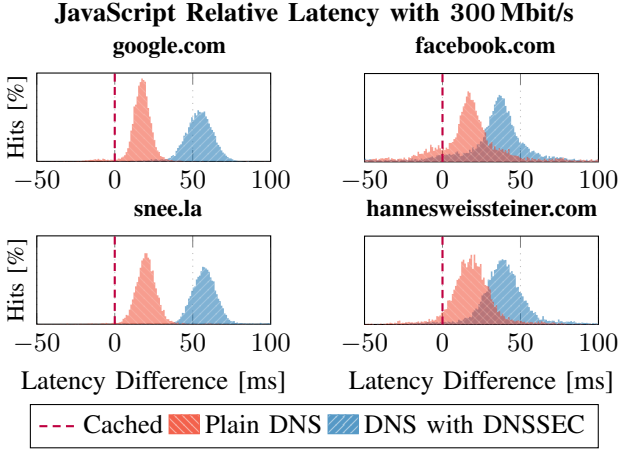 JavaScript Relative Latency with 300 Mbit/s
google.com
facebook.com
Hits [%]
−50 0 50 100
−50 0 50 100
snee.la
hannesweissteiner.com
Hits [%]
−50 0 50 100
−50 0 50 100
Latency Difference [ms]
Latency Difference [ms]
Cached Plain DNS DNS with DNSSEC